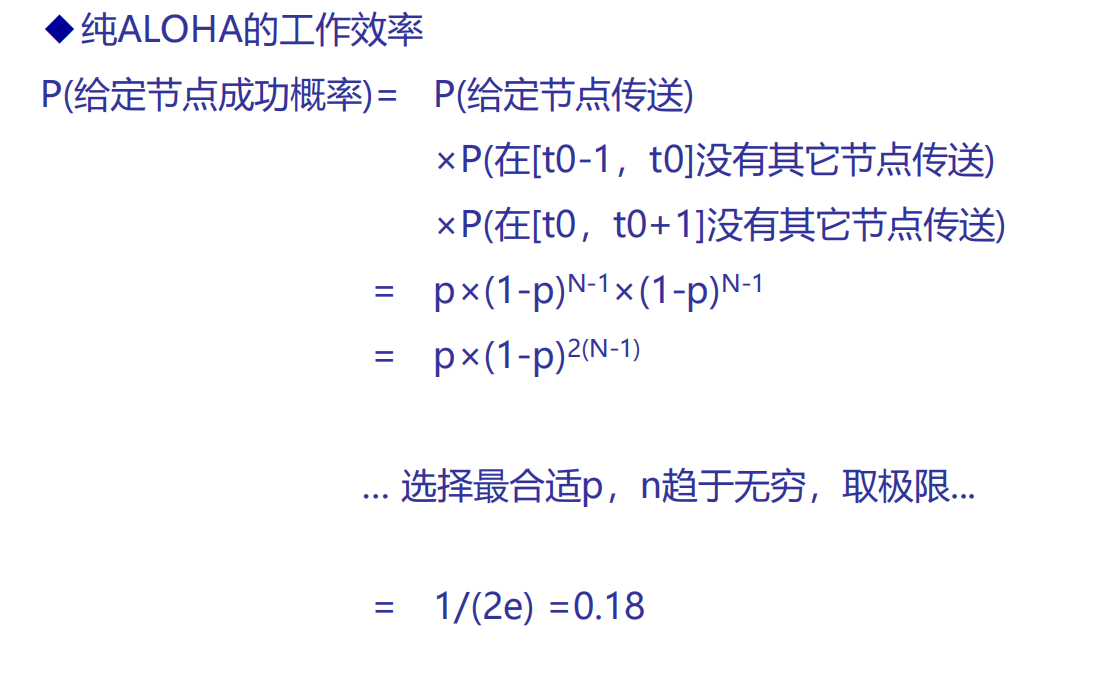 ◆纯ALOHA的工作效率
P(给定节点成功概率)= P(给定节点传送)
×P(在[t0-1，t0]没有其它节点传送)
×P(在[t0，t0+1]没有其它节点传送)
= p×(1-p)^N-1×(1-p)^N-1
= p×(1-p)^2(N-1)
... 选择最合适p，n趋于无穷，取极限...
= 1/(2e) =0.18